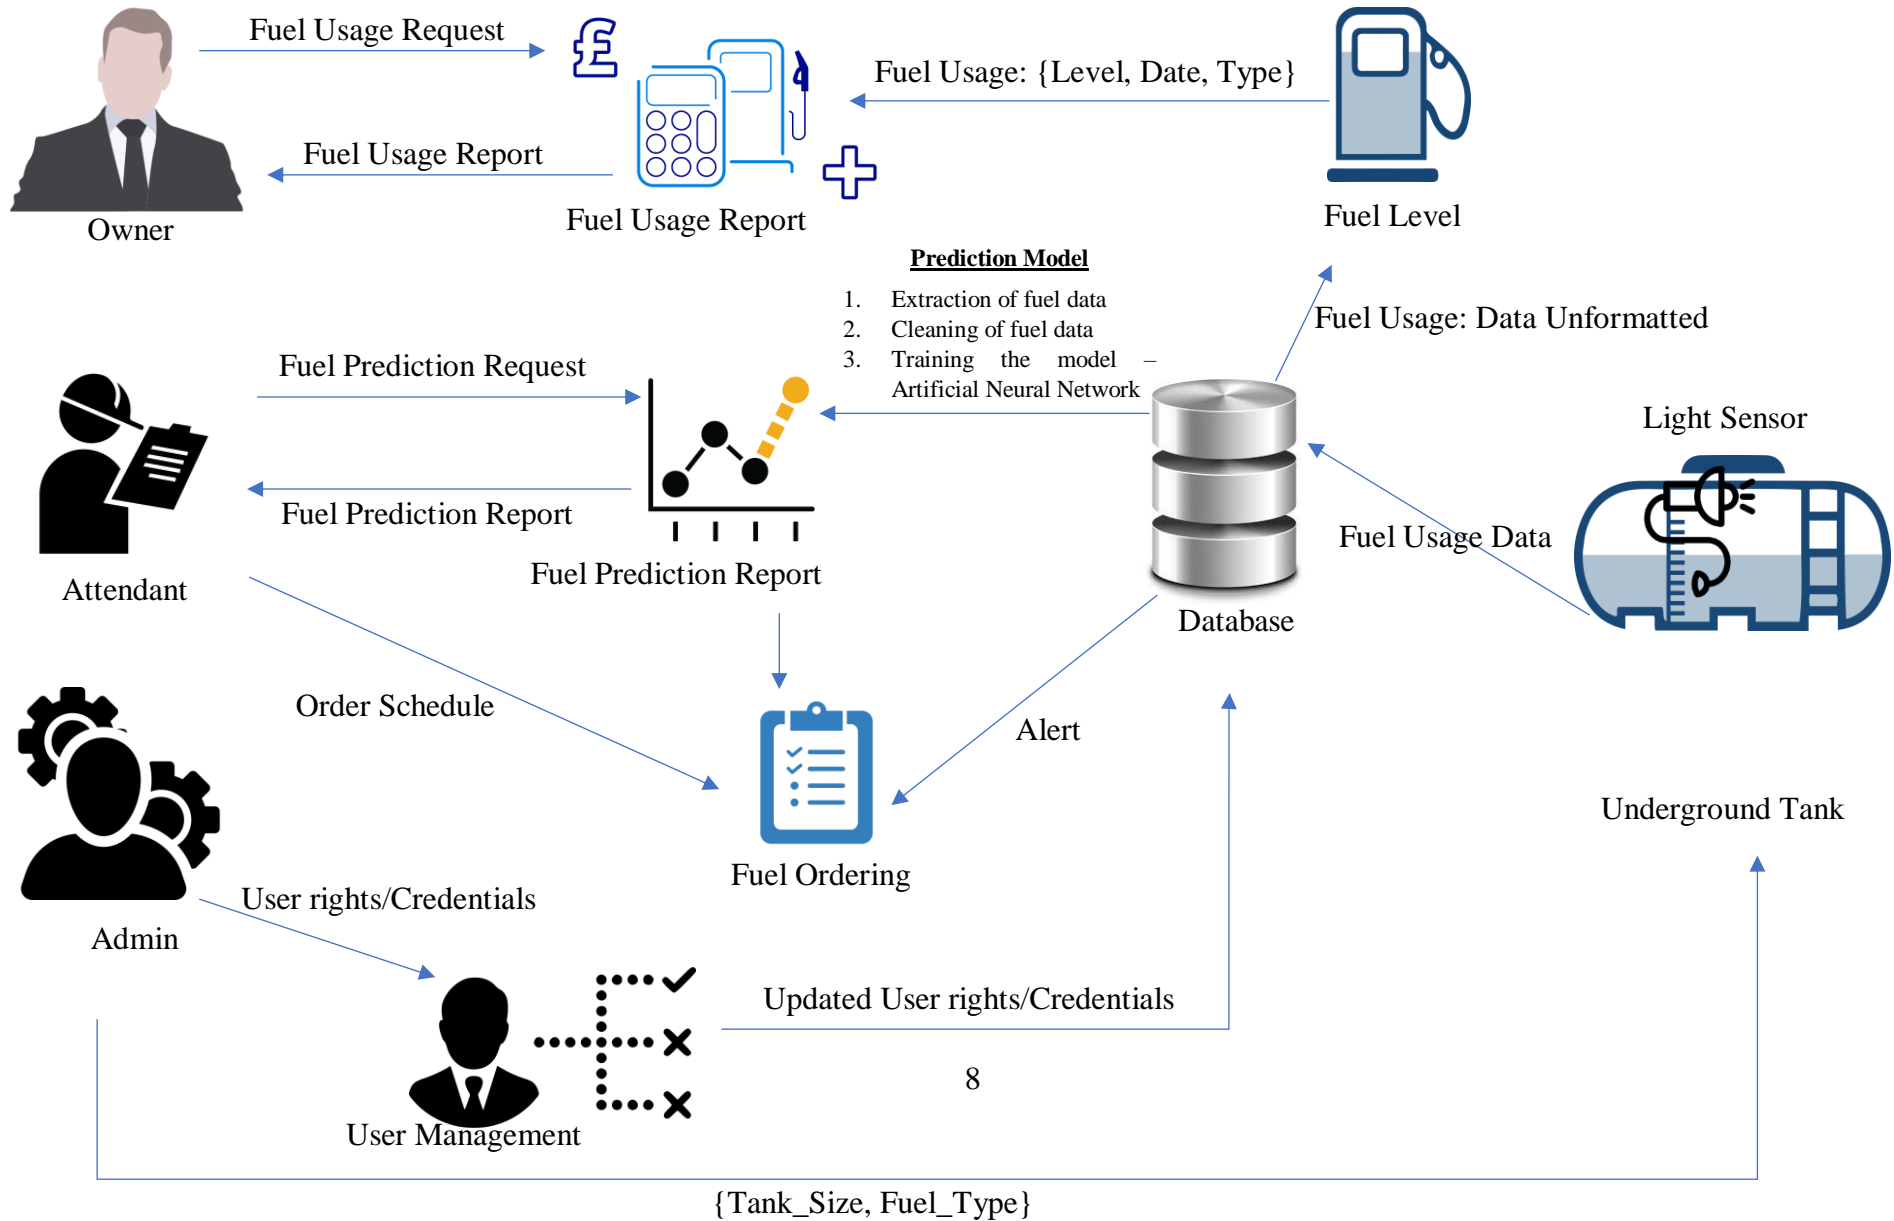 Fuel Usage Request
Fuel Usage: {Level, Date, Type}
Fuel Usage Report
Owner
Fuel Usage Report
Fuel Level
Prediction Model
1. Extraction of fuel data
2. Cleaning of fuel data
3. Training the model –
Artificial Neural Network
Fuel Usage: Data Unformatted
Fuel Prediction Request
Light Sensor
Fuel Prediction Report
Fuel Usage Data
Attendant
Fuel Prediction Report
Database
Order Schedule
Alert
Underground Tank
Fuel Ordering
User rights/Credentials
Admin
Updated User rights/Credentials
8
User Management
{Tank_Size, Fuel_Type}